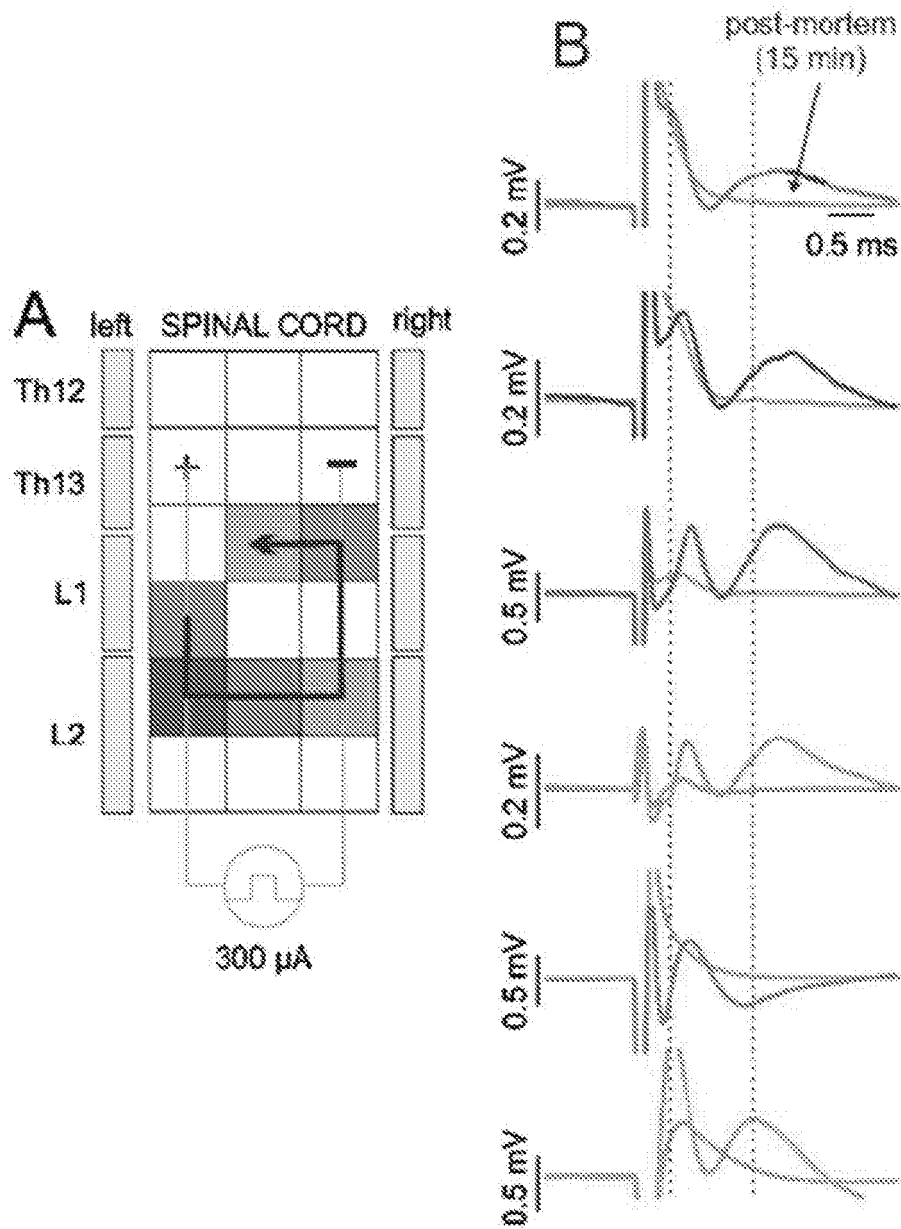 A
left SPINAL CORD right
Th12
Th13
+ −
L1
L2
300 µA
B
post-mortem
(15 min)
0.2 mV
0.5 ms
0.2 mV
0.5 mV
0.2 mV
0.5 mV
0.5 mV